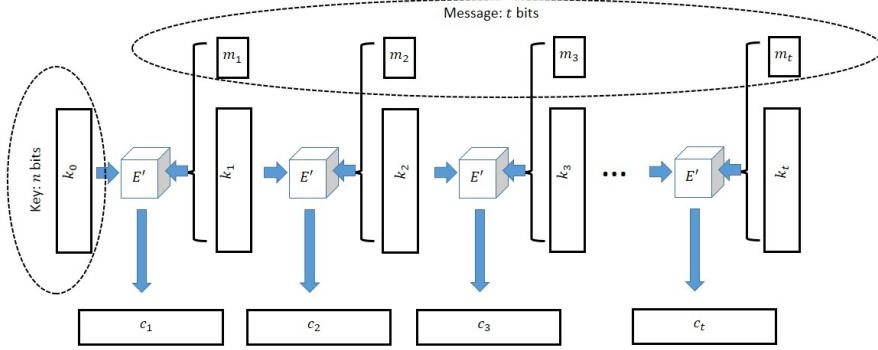 Message: t bits
m₁ m₂ m₃ mₜ
Key: n bits
k₀ E′ k₁ E′ k₂ E′ k₃ ••• E′ kₜ
c₁ c₂ c₃ cₜ